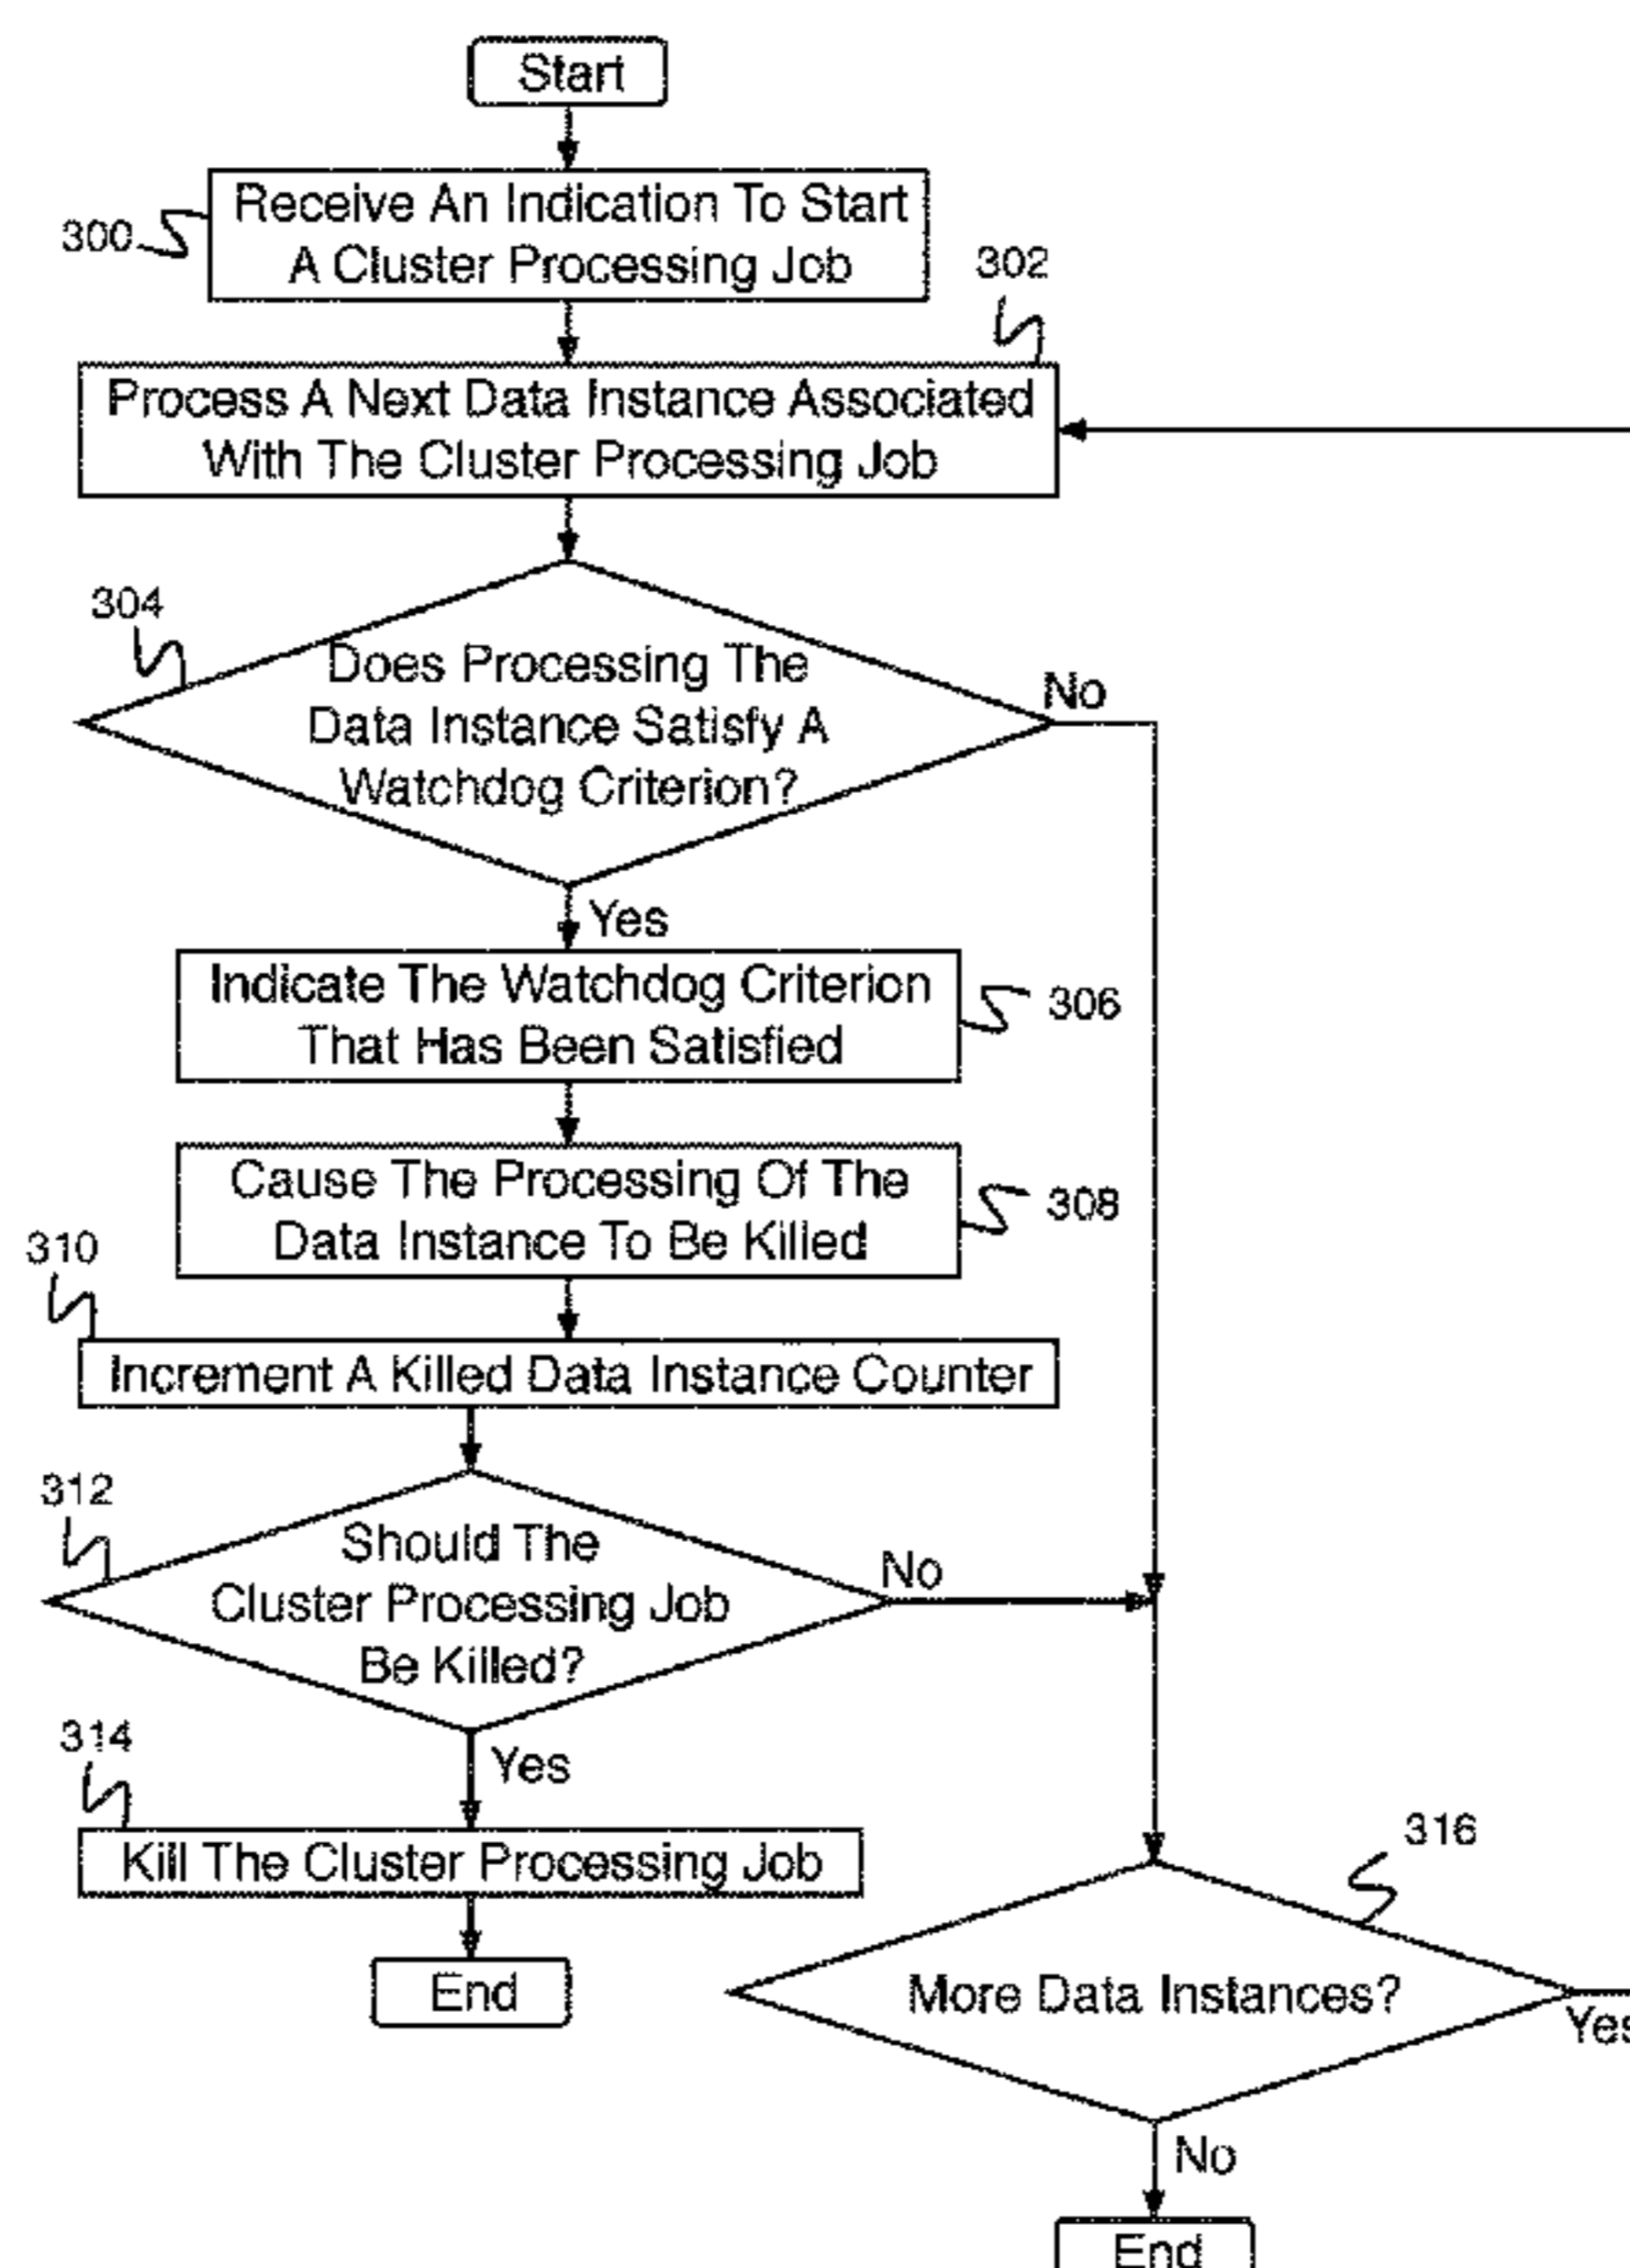 Start
300
Receive An Indication To Start
A Cluster Processing Job
302
Process A Next Data Instance Associated
With The Cluster Processing Job
304
Does Processing The
Data Instance Satisfy A
Watchdog Criterion?
No
Yes
Indicate The Watchdog Criterion
That Has Been Satisfied
306
Cause The Processing Of The
Data Instance To Be Killed
308
310
Increment A Killed Data Instance Counter
312
Should The
Cluster Processing Job
Be Killed?
No
Yes
314
Kill The Cluster Processing Job
End
316
More Data Instances?
Yes
No
End